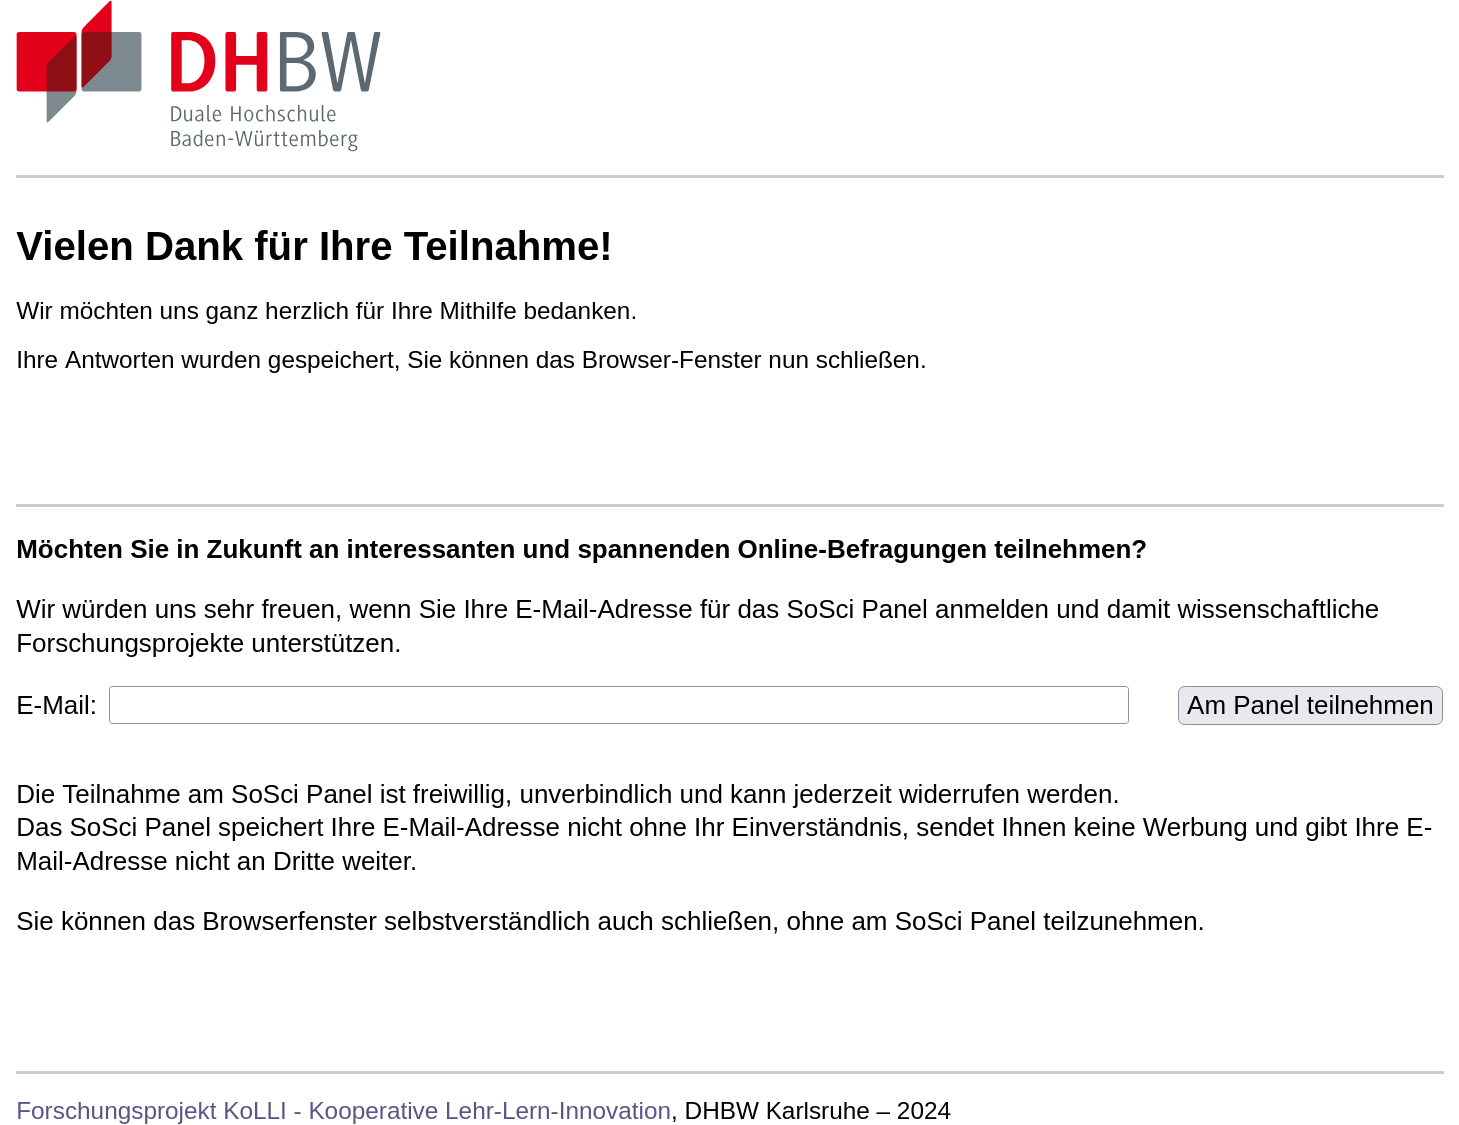 DHBW
Duale Hochschule
Baden-Württemberg
Vielen Dank für Ihre Teilnahme!
Wir möchten uns ganz herzlich für Ihre Mithilfe bedanken.
Ihre Antworten wurden gespeichert, Sie können das Browser-Fenster nun schließen.
Möchten Sie in Zukunft an interessanten und spannenden Online-Befragungen teilnehmen?
Wir würden uns sehr freuen, wenn Sie Ihre E-Mail-Adresse für das SoSci Panel anmelden und damit wissenschaftliche
Forschungsprojekte unterstützen.
E-Mail: Am Panel teilnehmen
Die Teilnahme am SoSci Panel ist freiwillig, unverbindlich und kann jederzeit widerrufen werden.
Das SoSci Panel speichert Ihre E-Mail-Adresse nicht ohne Ihr Einverständnis, sendet Ihnen keine Werbung und gibt Ihre E-
Mail-Adresse nicht an Dritte weiter.
Sie können das Browserfenster selbstverständlich auch schließen, ohne am SoSci Panel teilzunehmen.
Forschungsprojekt KoLLI - Kooperative Lehr-Lern-Innovation, DHBW Karlsruhe – 2024